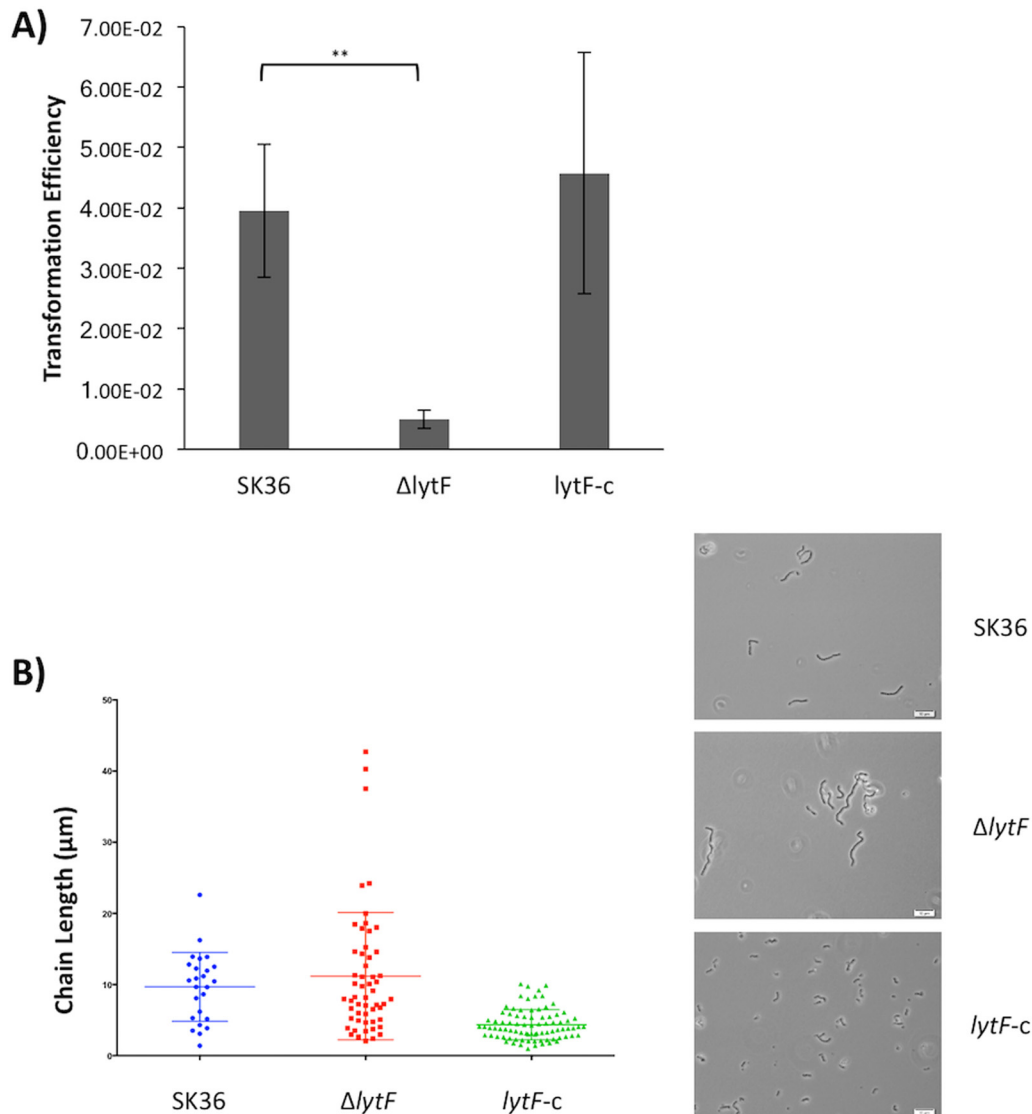 A)
7.00E-02
6.00E-02
5.00E-02
4.00E-02
3.00E-02
2.00E-02
1.00E-02
0.00E+00
Transformation Efficiency
**
SK36 ΔlytF lytF-c
B)
50
40
30
20
10
0
Chain Length (µm)
SK36 ΔlytF lytF-c
SK36
ΔlytF
lytF-c